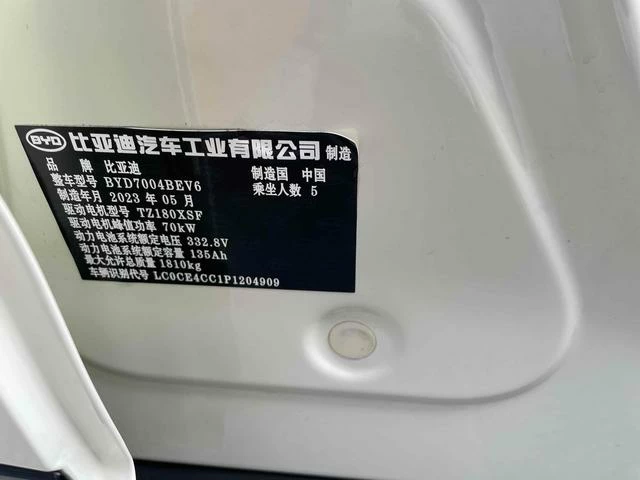 BYD 比亚迪汽车工业有限公司 制造
品 牌 比亚迪 制造国 中国
整车型号 BYD7004BEV6 乘坐人数 5
制造年月 2023 年 05 月
驱动电机型号 TZ180XSF
驱动电机峰值功率 70kW
动力电池系统额定电压 332.8V
动力电池系统额定容量 135Ah
最大允许总质量 1810kg
车辆识别代号 LC0CE4CC1P1204909